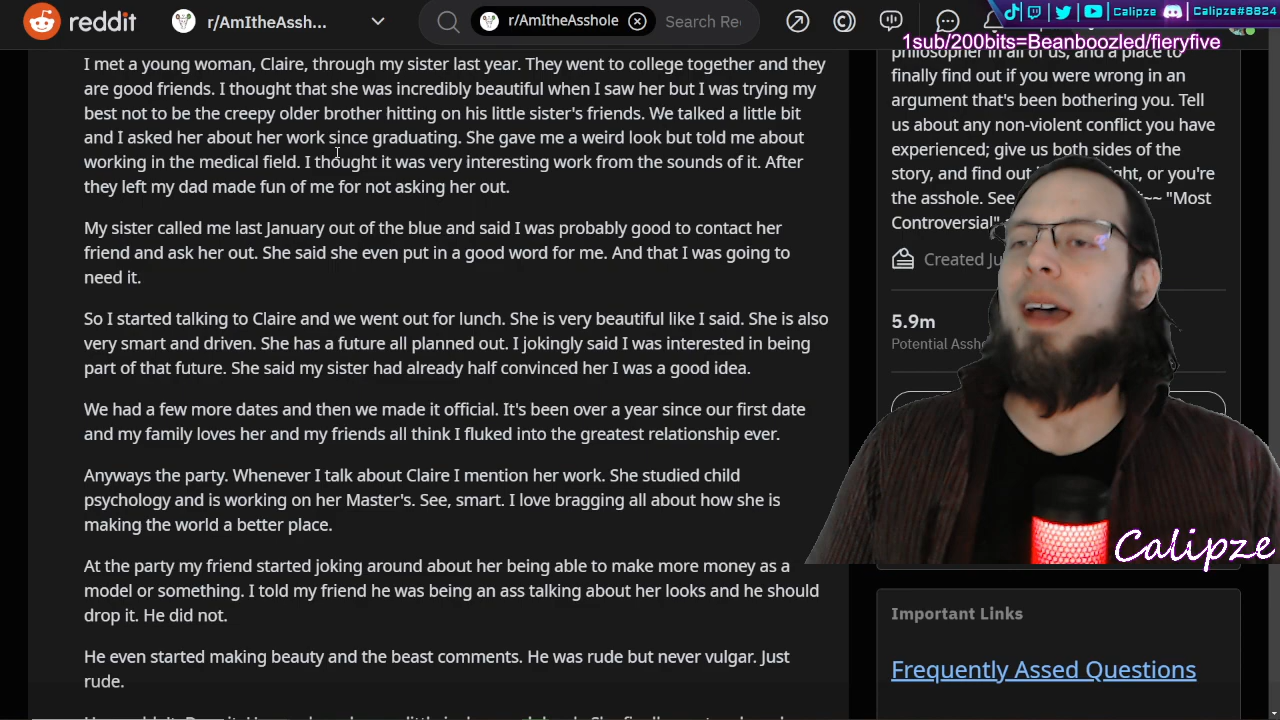 reddit
r/AmItheAssh...
r/AmItheAsshole
Search Re
Calipze
Calipze#8824
1sub/200bits=Beanboozled/fieryfive
I met a young woman, Claire, through my sister last year. They went to college together and they
are good friends. I thought that she was incredibly beautiful when I saw her but I was trying my
best not to be the creepy older brother hitting on his little sister's friends. We talked a little bit
and I asked her about her work since graduating. She gave me a weird look but told me about
working in the medical field. I thought it was very interesting work from the sounds of it. After
they left my dad made fun of me for not asking her out.
My sister called me last January out of the blue and said I was probably good to contact her
friend and ask her out. She said she even put in a good word for me. And that I was going to
need it.
So I started talking to Claire and we went out for lunch. She is very beautiful like I said. She is also
very smart and driven. She has a future all planned out. I jokingly said I was interested in being
part of that future. She said my sister had already half convinced her I was a good idea.
We had a few more dates and then we made it official. It's been over a year since our first date
and my family loves her and my friends all think I fluked into the greatest relationship ever.
Anyways the party. Whenever I talk about Claire I mention her work. She studied child
psychology and is working on her Master's. See, smart. I love bragging all about how she is
making the world a better place.
At the party my friend started joking around about her being able to make more money as a
model or something. I told my friend he was being an ass talking about her looks and he should
drop it. He did not.
He even started making beauty and the beast comments. He was rude but never vulgar. Just
rude.
philosopher in all of us, and a place to
finally find out if you were wrong in an
argument that's been bothering you. Tell
us about any non-violent conflict you have
experienced; give us both sides of the
story, and find out ight, or you're
the asshole. See ~~ "Most
Controversial"
Created Ju
5.9m
Potential Assh
Calipze
Important Links
Frequently Assed Questions